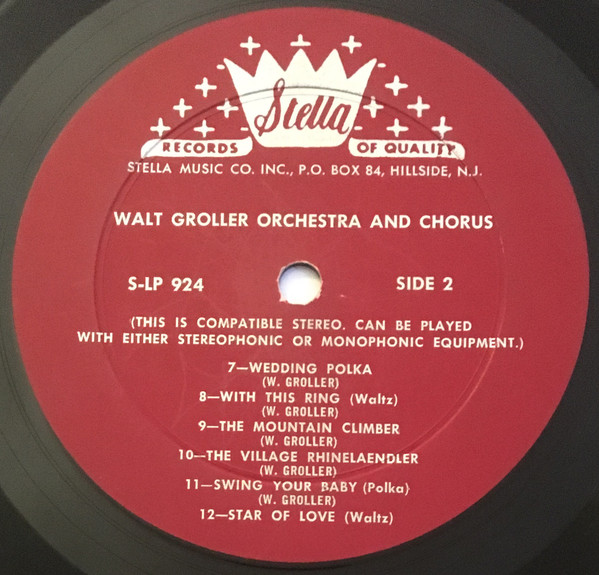 Stella
RECORDS OF QUALITY
STELLA MUSIC CO. INC., P.O. BOX 84, HILLSIDE, N.J.
WALT GROLLER ORCHESTRA AND CHORUS
S-LP 924 SIDE 2
(THIS IS COMPATIBLE STEREO. CAN BE PLAYED
WITH EITHER STEREOPHONIC OR MONOPHONIC EQUIPMENT.)
7—WEDDING POLKA
(W. GROLLER)
8—WITH THIS RING (Waltz)
(W. GROLLER)
9—THE MOUNTAIN CLIMBER
(W. GROLLER)
10—THE VILLAGE RHINELAENDLER
(W. GROLLER)
11—SWING YOUR BABY (Polka)
(W. GROLLER)
12—STAR OF LOVE (Waltz)